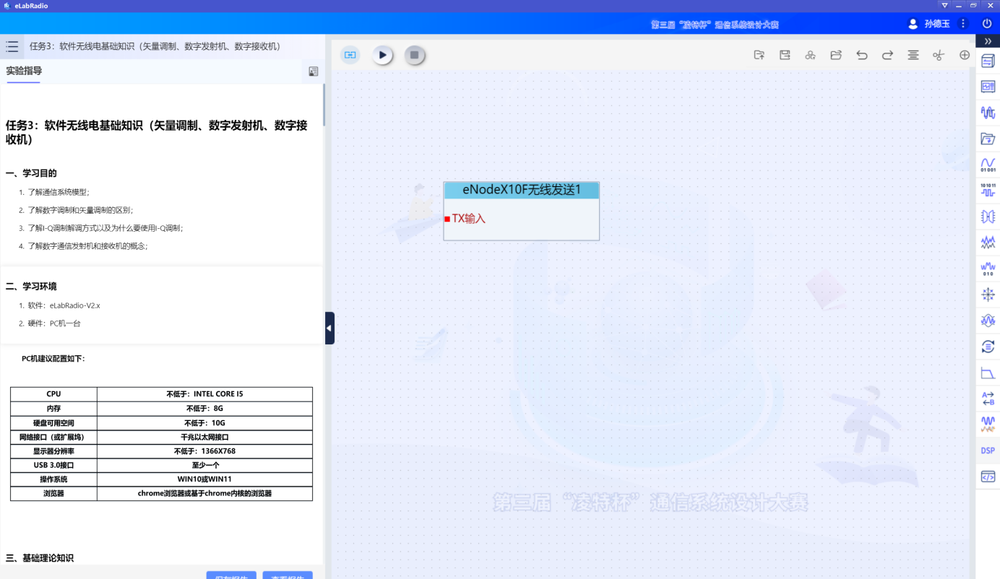 eLabRadio
第三届“凌特杯”通信系统设计大赛
孙德玉
任务3：软件无线电基础知识（矢量调制、数字发射机、数字接收机）
实验指导
任务3：软件无线电基础知识（矢量调制、数字发射机、数字接
收机）
一、学习目的
1. 了解通信系统模型；
2. 了解数字调制和矢量调制的区别；
3. 了解I-Q调制解调方式以及为什么要使用I-Q调制；
4. 了解数字通信发射机和接收机的概念；
二、学习环境
1. 软件：eLabRadio-V2.x
2. 硬件：PC机一台
PC机建议配置如下：
CPU 不低于：INTEL CORE I5
内存 不低于：8G
硬盘可用空间 不低于：10G
网络接口（或扩展坞） 千兆以太网接口
显示器分辨率 不低于：1366X768
USB 3.0接口 至少一个
操作系统 WIN10或WIN11
浏览器 chrome浏览器或基于chrome内核的浏览器
三、基础理论知识
保存报告 查看报告
eNodeX10F无线发送1
TX输入
第三届“凌特杯”通信系统设计大赛
01001
10101
010
A
B
DSP